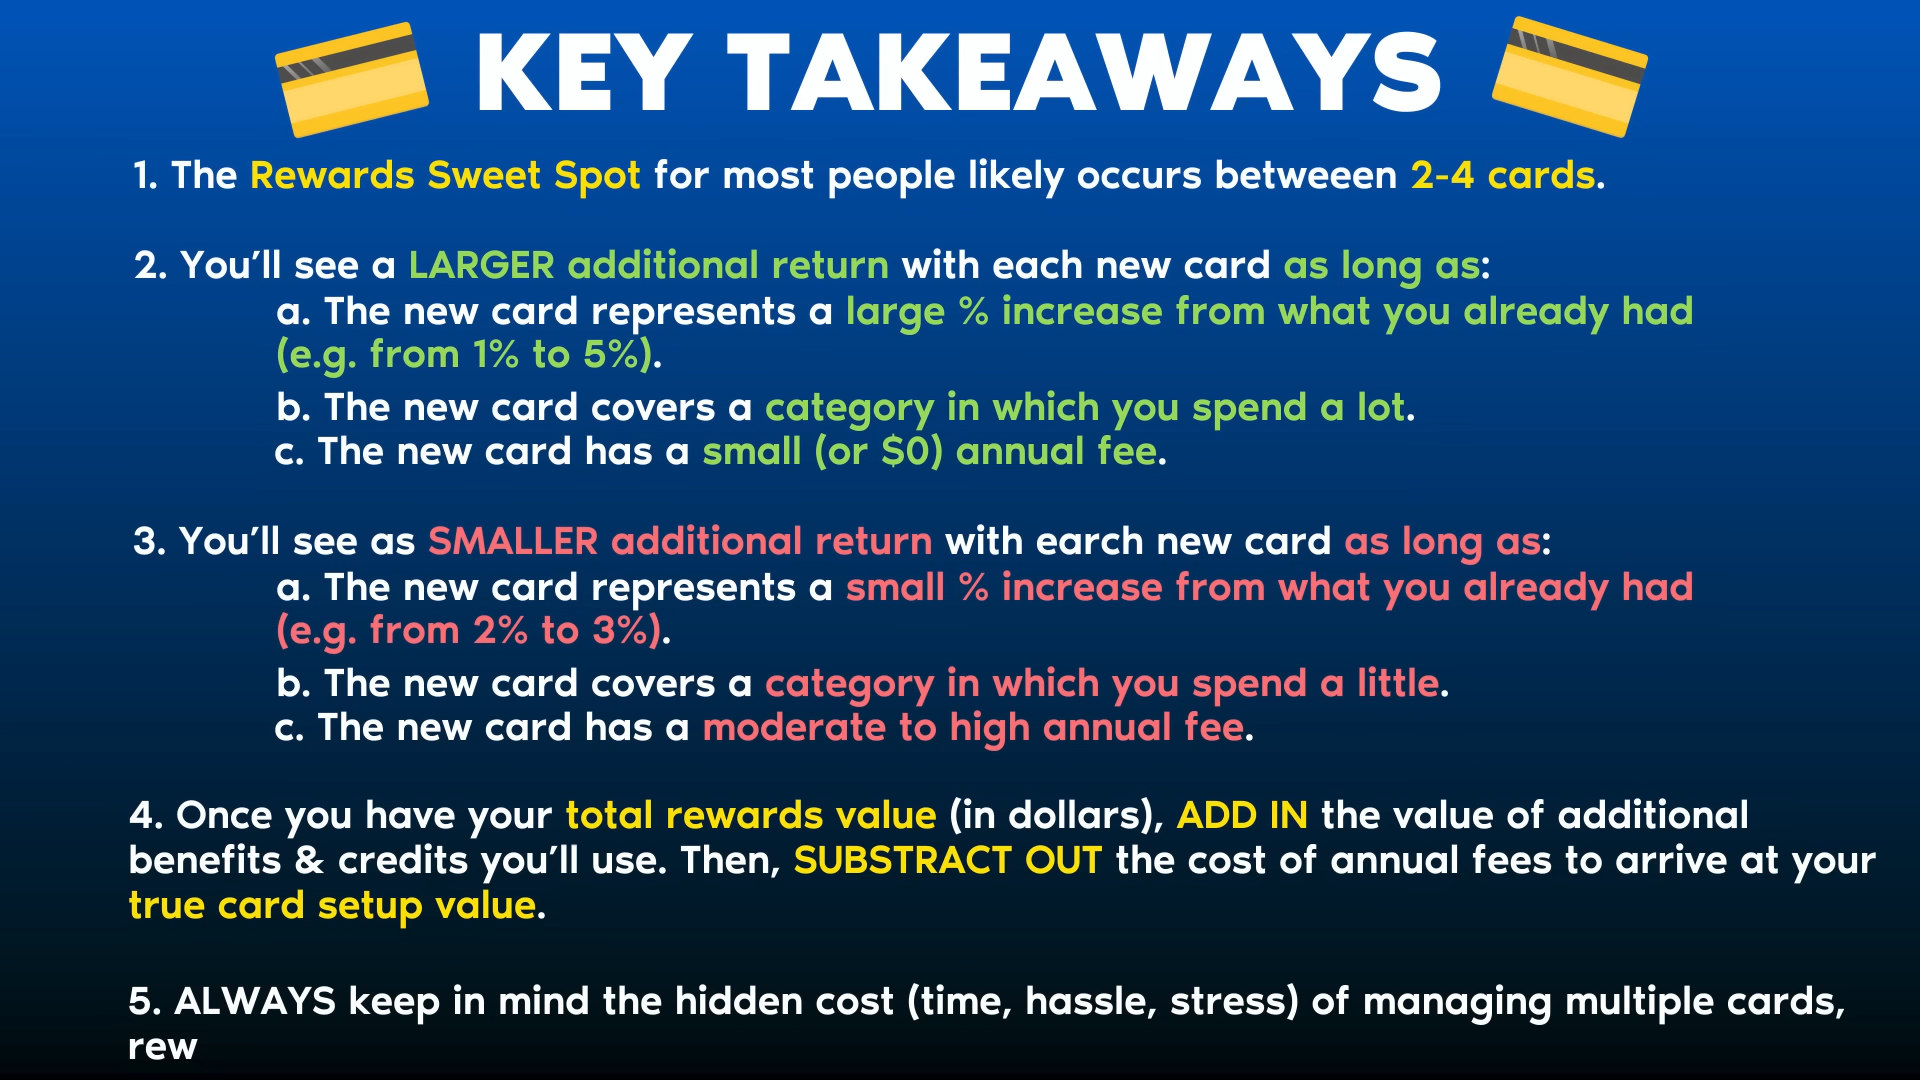 KEY TAKEAWAYS
1. The Rewards Sweet Spot for most people likely occurs betweeen 2-4 cards.
2. You'll see a LARGER additional return with each new card as long as:
a. The new card represents a large % increase from what you already had
(e.g. from 1% to 5%).
b. The new card covers a category in which you spend a lot.
c. The new card has a small (or $0) annual fee.
3. You'll see as SMALLER additional return with earch new card as long as:
a. The new card represents a small % increase from what you already had
(e.g. from 2% to 3%).
b. The new card covers a category in which you spend a little.
c. The new card has a moderate to high annual fee.
4. Once you have your total rewards value (in dollars), ADD IN the value of additional
benefits & credits you'll use. Then, SUBSTRACT OUT the cost of annual fees to arrive at your
true card setup value.
5. ALWAYS keep in mind the hidden cost (time, hassle, stress) of managing multiple cards,
rew